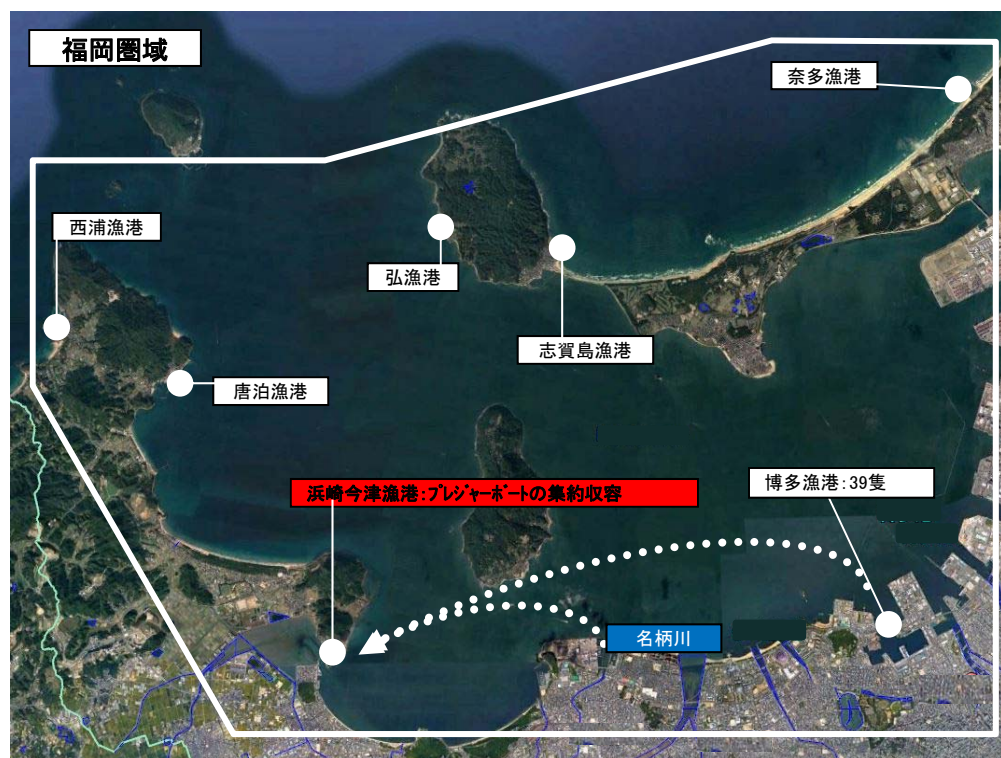 福岡圏域
奈多漁港
西浦漁港
弘漁港
志賀島漁港
唐泊漁港
浜崎今津漁港:ﾌﾟﾚｼﾞｬｰﾎﾞｰﾄの集約収容
博多漁港:39隻
名柄川